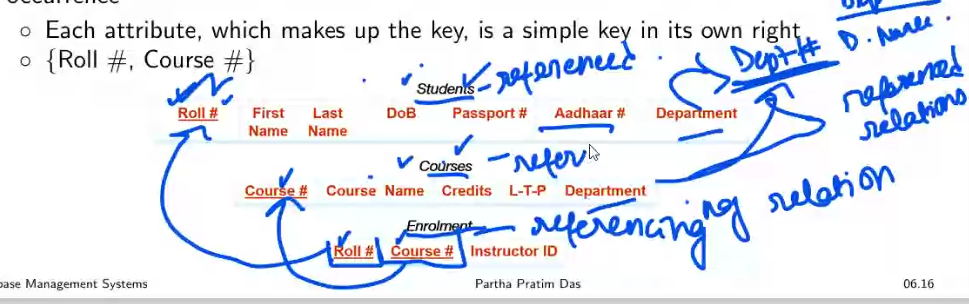 occurrence
○ Each attribute, which makes up the key, is a simple key in its own right
○ {Roll #, Course #}
Dept#
D. Name.
Students - referenced
referenced
relations
Roll # First Name Last Name DoB Passport # Aadhaar # Department
Courses - refer
Course # Course Name Credits L-T-P Department
Enrolment - referencing relation
Roll # Course # Instructor ID
base Management Systems Partha Pratim Das 06.16